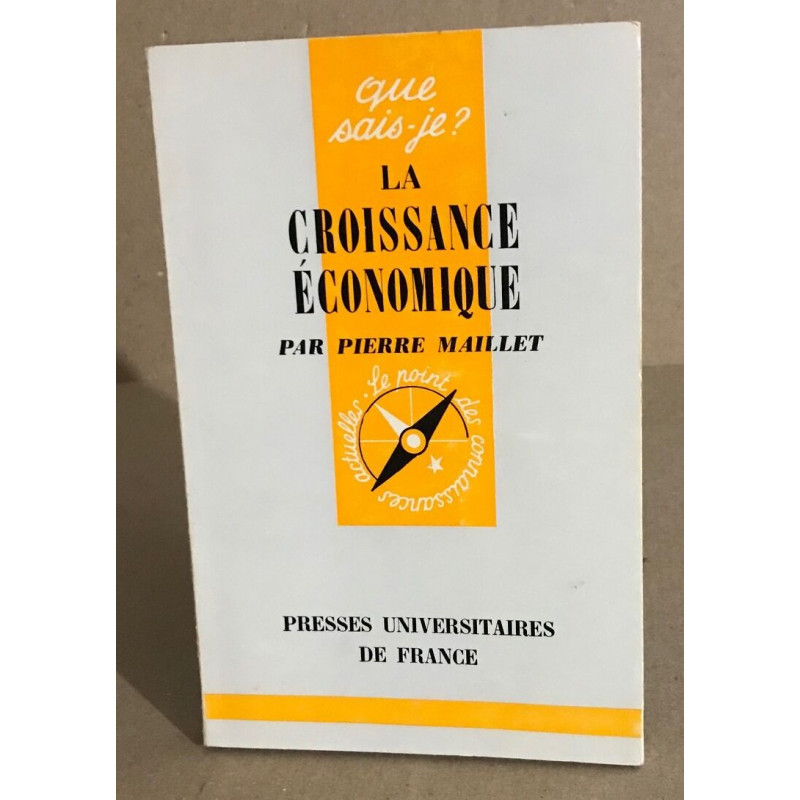 que
sais-je?
LA
CROISSANCE
ÉCONOMIQUE
PAR PIERRE MAILLET
Le point des connaissances actuelles.
PRESSES UNIVERSITAIRES
DE FRANCE